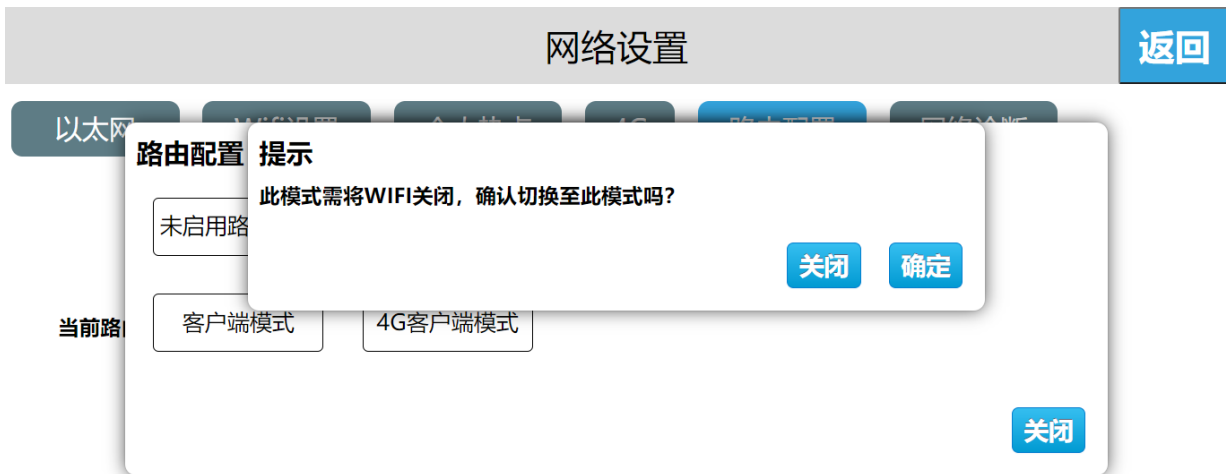 网络设置
返回
以太网
路由配置
提示
此模式需将WIFI关闭，确认切换至此模式吗？
未启用路
关闭
确定
当前路
客户端模式
4G客户端模式
关闭